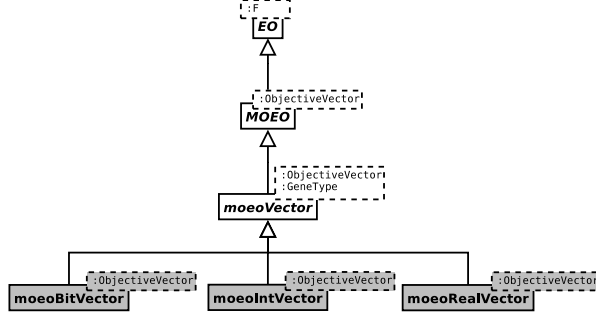 :F
EO
:ObjectiveVector
MOEO
:ObjectiveVector
:GeneType
moeoVector
:ObjectiveVector
:ObjectiveVector
:ObjectiveVector
moeoBitVector
moeoIntVector
moeoRealVector